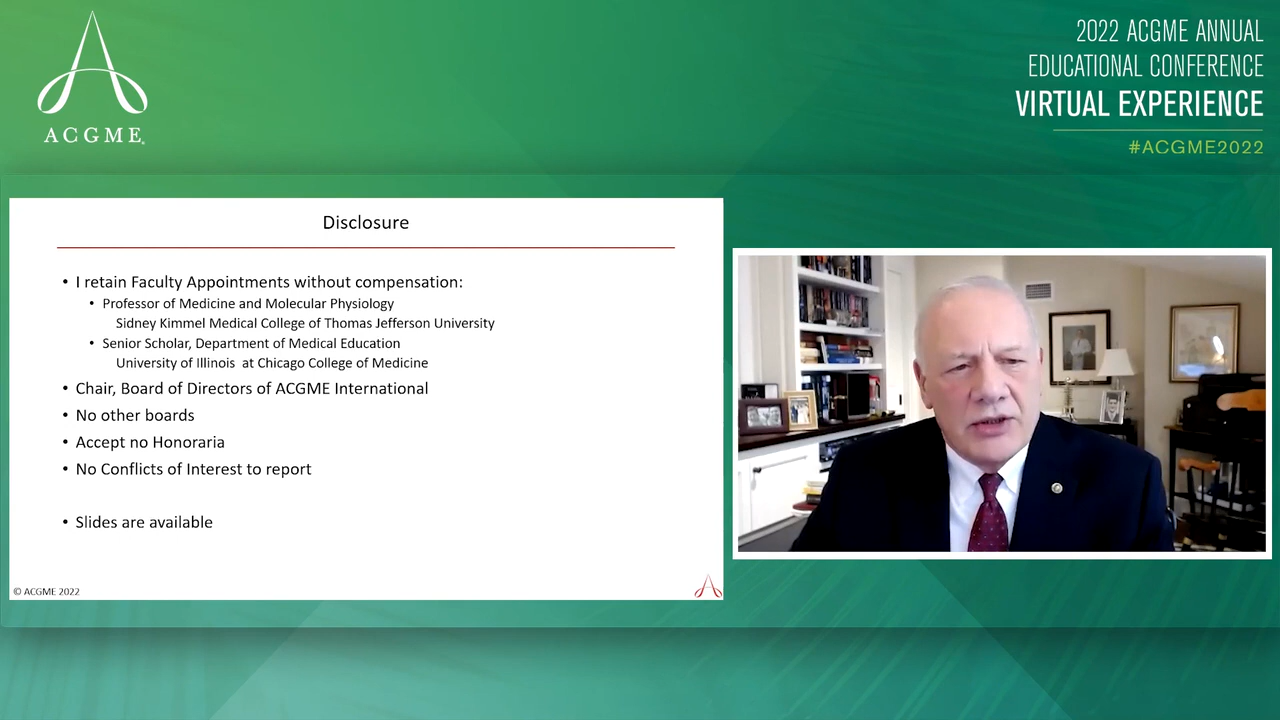 ACGME®
2022 ACGME ANNUAL
EDUCATIONAL CONFERENCE
VIRTUAL EXPERIENCE
#ACGME2022
Disclosure
• I retain Faculty Appointments without compensation:
• Professor of Medicine and Molecular Physiology
Sidney Kimmel Medical College of Thomas Jefferson University
• Senior Scholar, Department of Medical Education
University of Illinois at Chicago College of Medicine
• Chair, Board of Directors of ACGME International
• No other boards
• Accept no Honoraria
• No Conflicts of Interest to report
• Slides are available
© ACGME 2022